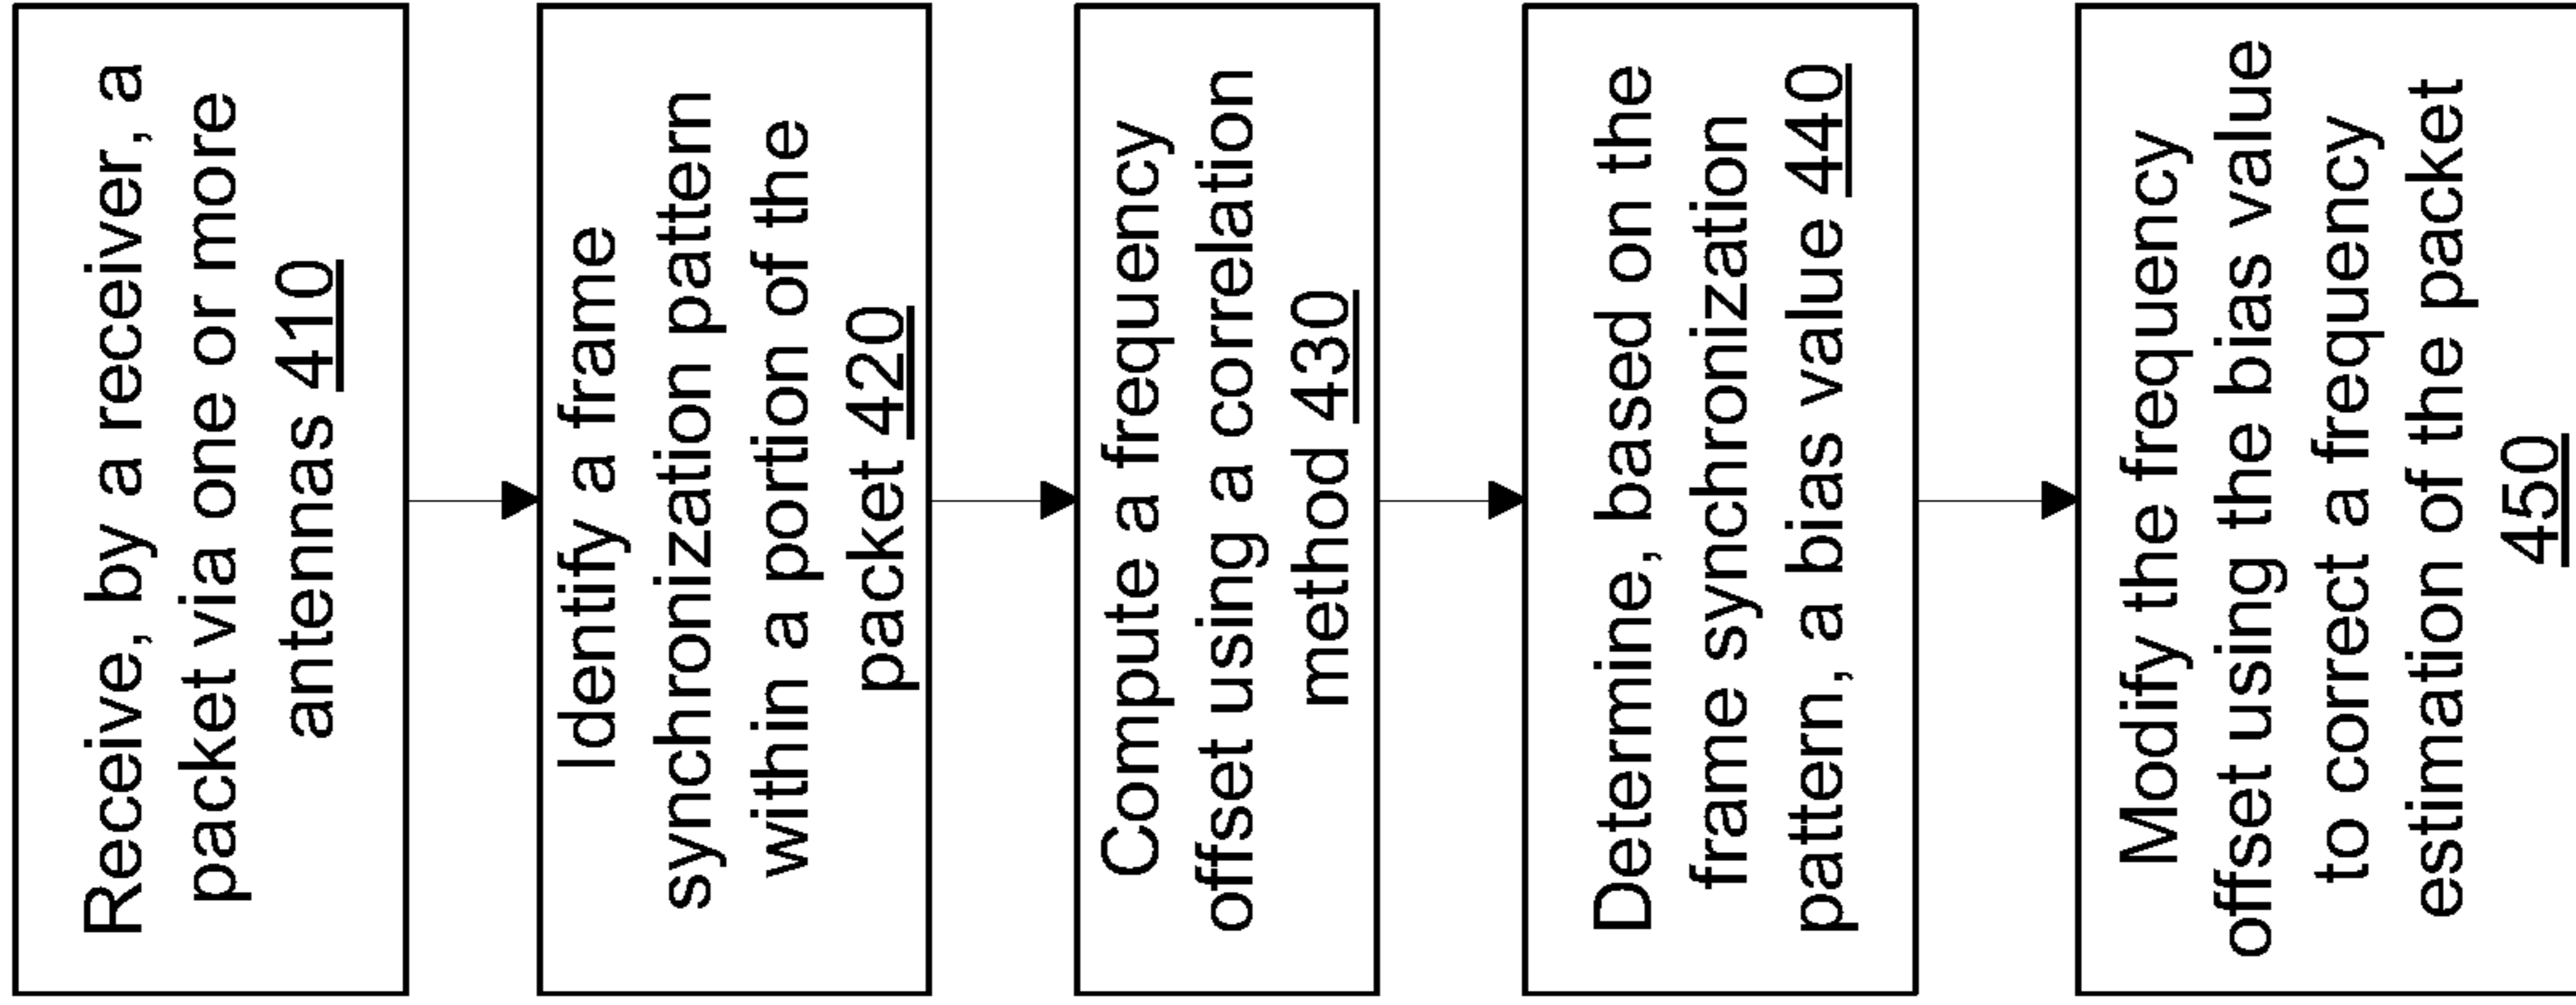 Receive, by a receiver, a
packet via one or more
antennas 410
Identify a frame
synchronization pattern
within a portion of the
packet 420
Compute a frequency
offset using a correlation
method 430
Determine, based on the
frame synchronization
pattern, a bias value 440
Modify the frequency
offset using the bias value
to correct a frequency
estimation of the packet
450